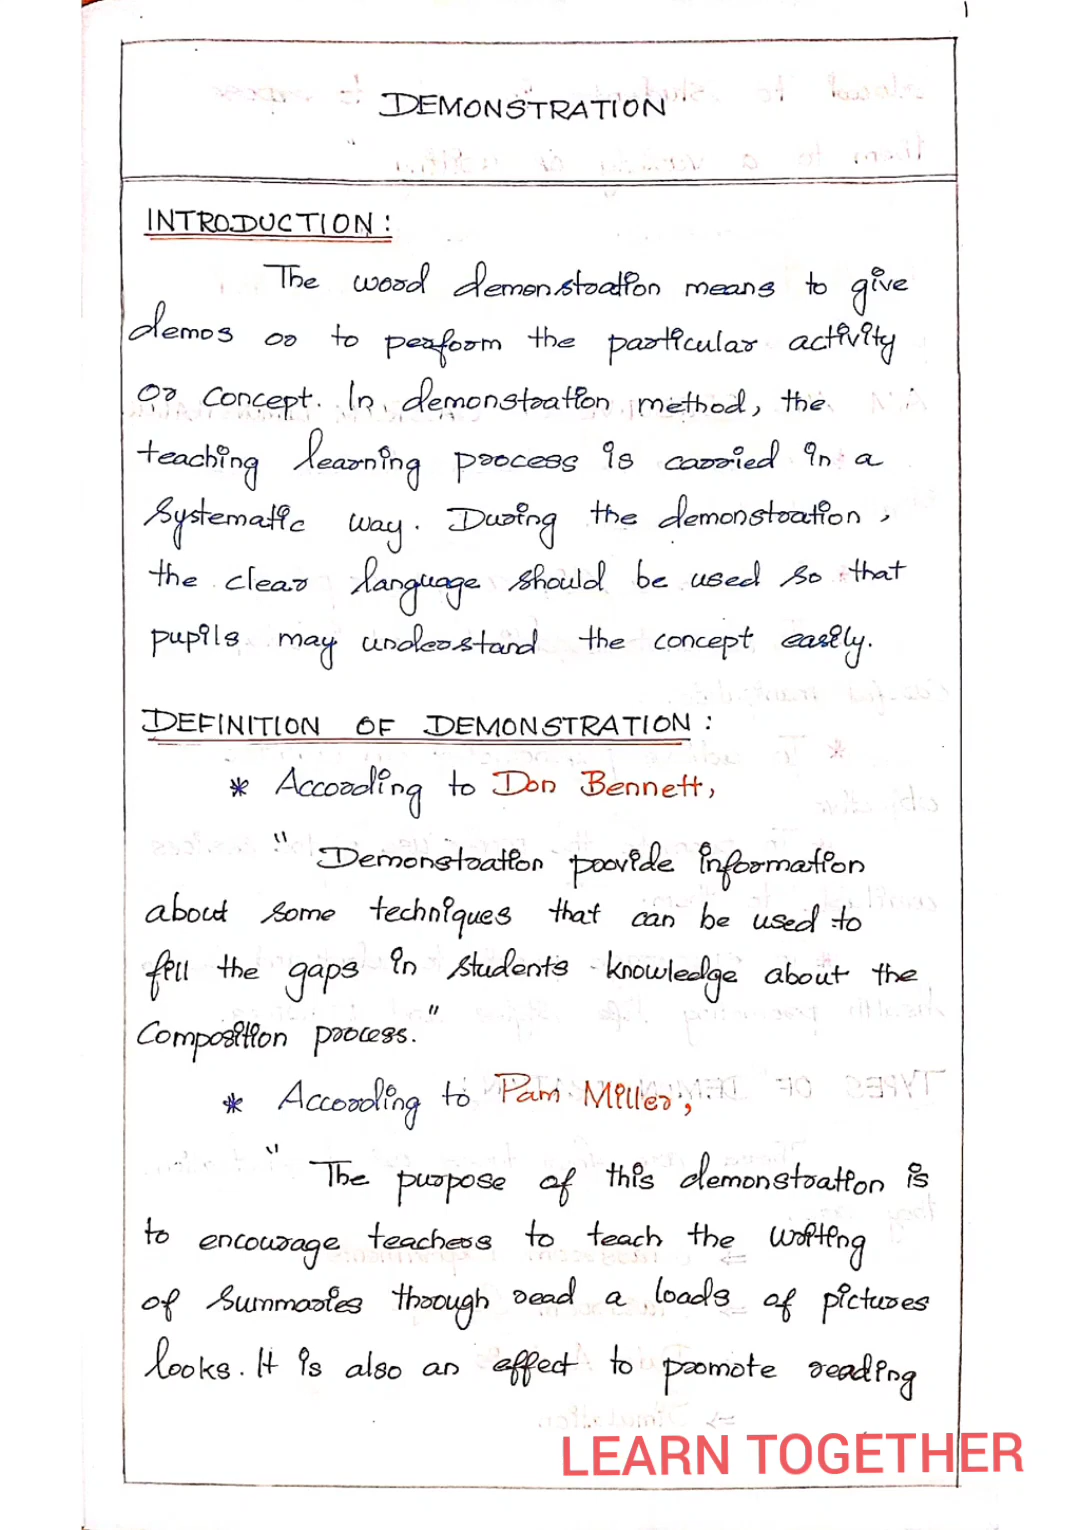 1
DEMONSTRATION
INTRODUCTION:
The word demonstration means to give
demos or to perform the particular activity
or concept. In demonstration method, the
teaching learning process is carried in a
systematic way. During the demonstration,
the clear language should be used so that
pupils may understand the concept easily.
DEFINITION OF DEMONSTRATION:
* According to Don Bennett,
"Demonstration provide information
about some techniques that can be used to
fill the gaps in students knowledge about the
Composition process."
* According to Pam Miller,
"The purpose of this demonstration is
to encourage teachers to teach the writing
of summaries through read a loads of pictures
looks. It is also an effect to promote reading
LEARN TOGETHER